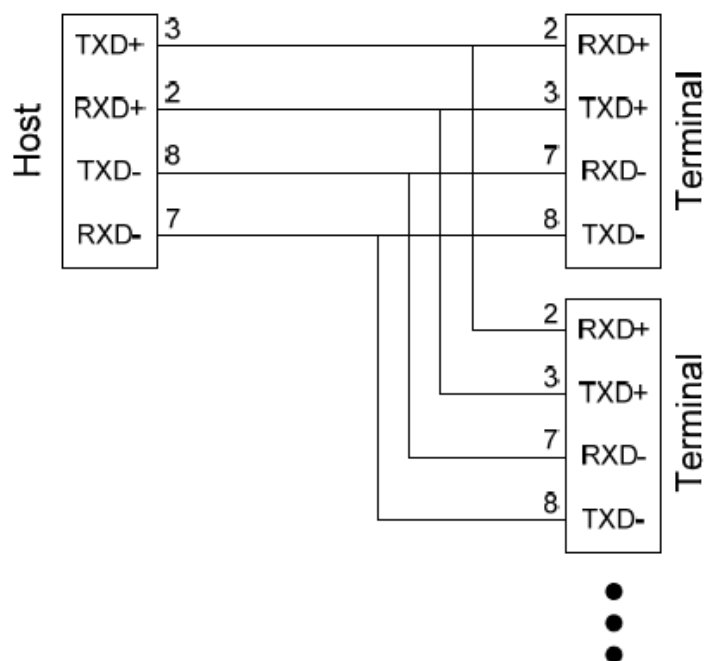 Host
TXD+ 3
RXD+ 2
TXD- 8
RXD- 7
2 RXD+
3 TXD+
7 RXD-
8 TXD-
Terminal
2 RXD+
3 TXD+
7 RXD-
8 TXD-
Terminal